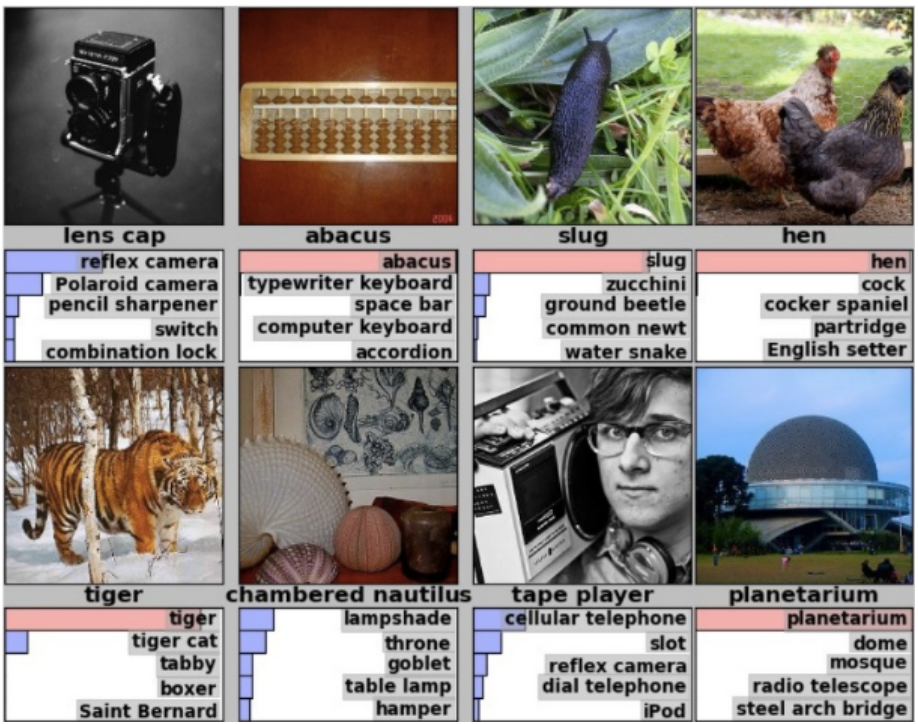 lens cap
reflex camera
Polaroid camera
pencil sharpener
switch
combination lock
abacus
abacus
typewriter keyboard
space bar
computer keyboard
accordion
slug
slug
zucchini
ground beetle
common newt
water snake
hen
hen
cock
cocker spaniel
partridge
English setter
tiger
tiger
tiger cat
tabby
boxer
Saint Bernard
chambered nautilus
lampshade
throne
goblet
table lamp
hamper
tape player
cellular telephone
slot
reflex camera
dial telephone
iPod
planetarium
planetarium
dome
mosque
radio telescope
steel arch bridge